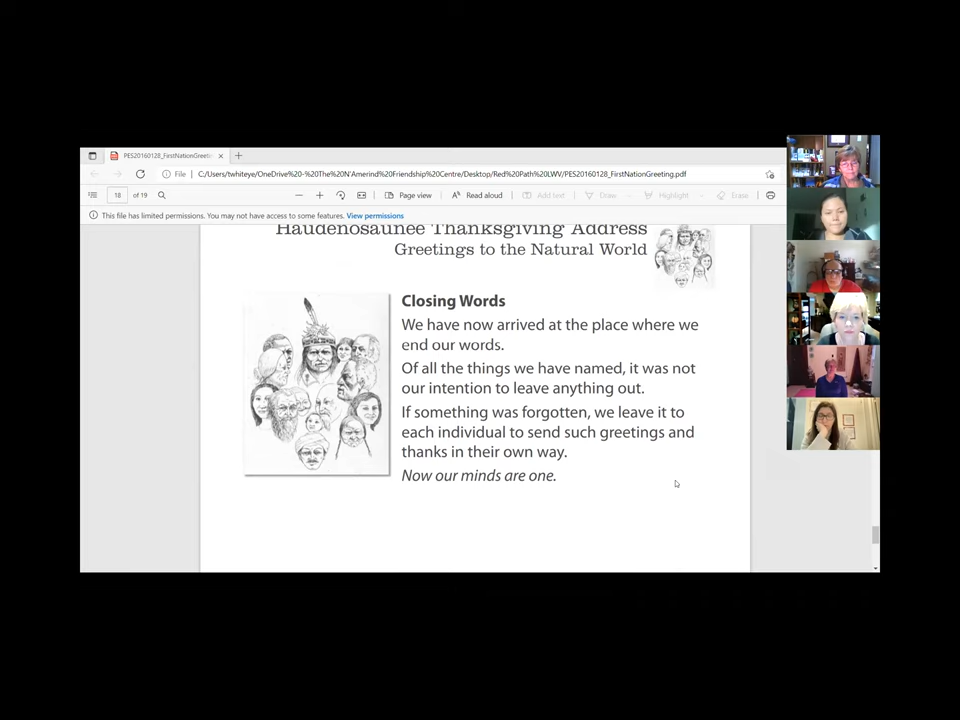 PES20160128_FirstNationGreetin
File
C:/Users/twhiteye/OneDrive%20-%20The%20N'Amerind%20Friendship%20Centre/Desktop/Red%20Path%20LWV/PES20160128_FirstNationGreeting.pdf
18 of 19
Page view
Read aloud
Add text
Draw
Highlight
Erase
This file has limited permissions. You may not have access to some features. View permissions
Haudenosaunee Thanksgiving Address
Greetings to the Natural World
Closing Words
We have now arrived at the place where we
end our words.
Of all the things we have named, it was not
our intention to leave anything out.
If something was forgotten, we leave it to
each individual to send such greetings and
thanks in their own way.
Now our minds are one.